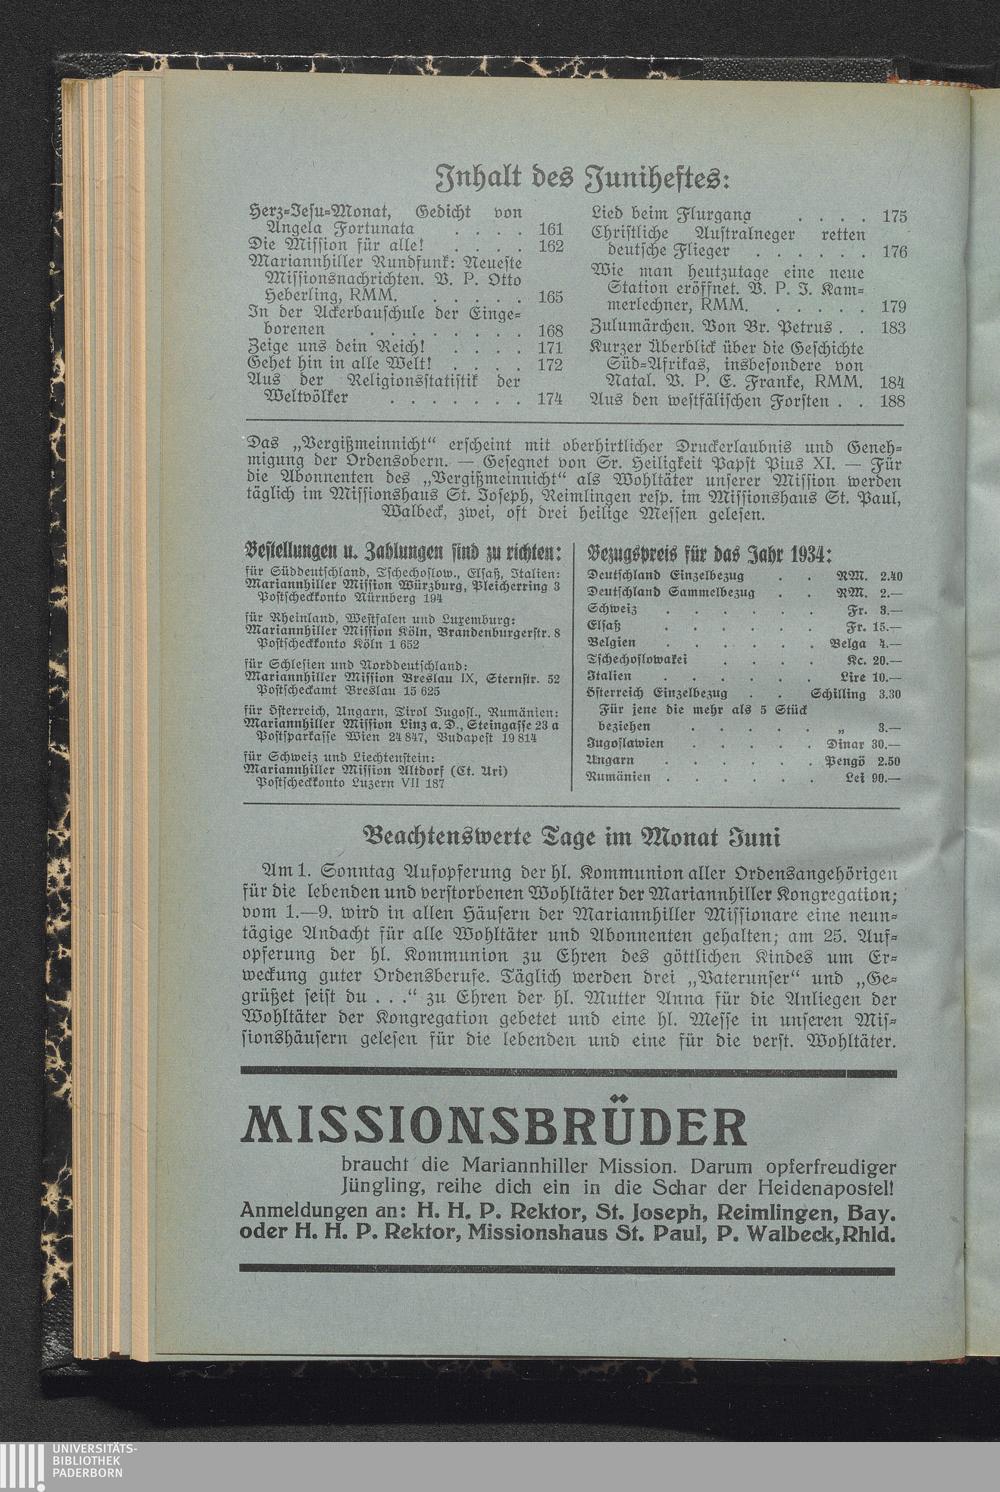 Inhalt des Juniheftes:
Herz-Jesu-Monat, Gedicht von
Angela Fortunata . . . . 161
Die Mission für alle! . . . . 162
Mariannhiller Rundfunk: Neueste
Missionsnachrichten. V. P. Otto
Heberling, RMM. . . . . . 165
In der Ackerbauschule der Einge-
borenen . . . . . . . . 168
Zeige uns dein Reich! . . . . 171
Gehet hin in alle Welt! . . . . 172
Aus der Religionsstatistik der
Weltvölker . . . . . . . 174
Lied beim Flurgang . . . . 175
Christliche Australneger retten
deutsche Flieger . . . . . . 176
Wie man heutzutage eine neue
Station eröffnet. V. P. J. Kam-
merlechner, RMM. . . . . . 179
Zulumärchen. Von Br. Petrus . . 183
Kurzer Überblick über die Geschichte
Süd-Afrikas, insbesondere von
Natal. V. P. E. Franke, RMM. 184
Aus den westfälischen Forsten . . 188
Das „Vergißmeinnicht“ erscheint mit oberhirtlicher Druckerlaubnis und Geneh-
migung der Ordensobern. — Gesegnet von Sr. Heiligkeit Papst Pius XI. — Für
die Abonnenten des „Vergißmeinnicht“ als Wohltäter unserer Mission werden
täglich im Missionshaus St. Joseph, Reimlingen resp. im Missionshaus St. Paul,
Walbeck, zwei, oft drei heilige Messen gelesen.
Bestellungen u. Zahlungen sind zu richten:
für Süddeutschland, Tschechoslow., Elsaß, Italien:
Mariannhiller Mission Würzburg, Pleicherring 3
Postscheckkonto Nürnberg 194
für Rheinland, Westfalen und Luxemburg:
Mariannhiller Mission Köln, Brandenburgerstr. 8
Postscheckkonto Köln 1 652
für Schlesien und Norddeutschland:
Mariannhiller Mission Breslau IX, Sternstr. 52
Postscheckamt Breslau 15 625
für Österreich, Ungarn, Tirol Jugosl., Rumänien:
Mariannhiller Mission Linz a. D., Steingasse 23 a
Postsparkasse Wien 24 847, Budapest 19 814
für Schweiz und Liechtenstein:
Mariannhiller Mission Altdorf (Ct. Uri)
Postscheckkonto Luzern VII 187
Bezugspreis für das Jahr 1934:
Deutschland Einzelbezug . . RM. 2.40
Deutschland Sammelbezug . . RM. 2.—
Schweiz . . . . . . Fr. 3.—
Elsaß . . . . . . Fr. 15.—
Belgien . . . . . . Belga 4.—
Tschechoslowakei . . . . Kc. 20.—
Italien . . . . . . Lire 10.—
Österreich Einzelbezug . . Schilling 3.30
Für jene die mehr als 5 Stück
beziehen . . . . . . „ 3.—
Jugoslawien . . . . . Dinar 30.—
Ungarn . . . . . . Pengö 2.50
Rumänien . . . . . . Lei 90.—
Beachtenswerte Tage im Monat Juni
Am 1. Sonntag Aufopferung der hl. Kommunion aller Ordensangehörigen
für die lebenden und verstorbenen Wohltäter der Mariannhiller Kongregation;
vom 1.—9. wird in allen Häusern der Mariannhiller Missionare eine neun-
tägige Andacht für alle Wohltäter und Abonnenten gehalten; am 25. Auf-
opferung der hl. Kommunion zu Ehren des göttlichen Kindes um Er-
weckung guter Ordensberufe. Täglich werden drei „Vaterunser“ und „Ge-
grüßet seist du . . .“ zu Ehren der hl. Mutter Anna für die Anliegen der
Wohltäter der Kongregation gebetet und eine hl. Messe in unseren Mis-
sionshäusern gelesen für die lebenden und eine für die verst. Wohltäter.
MISSIONSBRÜDER
braucht die Mariannhiller Mission. Darum opferfreudiger
Jüngling, reihe dich ein in die Schar der Heidenapostel!
Anmeldungen an: H. H. P. Rektor, St. Joseph, Reimlingen, Bay.
oder H. H. P. Rektor, Missionshaus St. Paul, P. Walbeck, Rhld.
UNIVERSITÄTS-
BIBLIOTHEK
PADERBORN